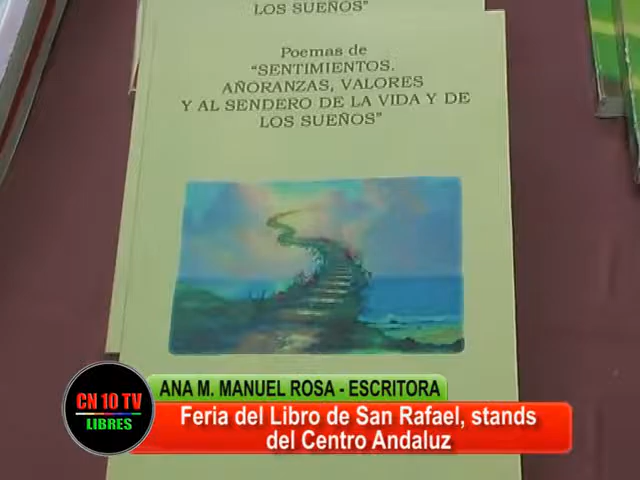 LOS SUEÑOS"
Poemas de
"SENTIMIENTOS,
AÑORANZAS, VALORES
Y AL SENDERO DE LA VIDA Y DE
LOS SUEÑOS"
ANA M. MANUEL ROSA - ESCRITORA
CN 10 TV
LIBRES
Feria del Libro de San Rafael, stands
del Centro Andaluz